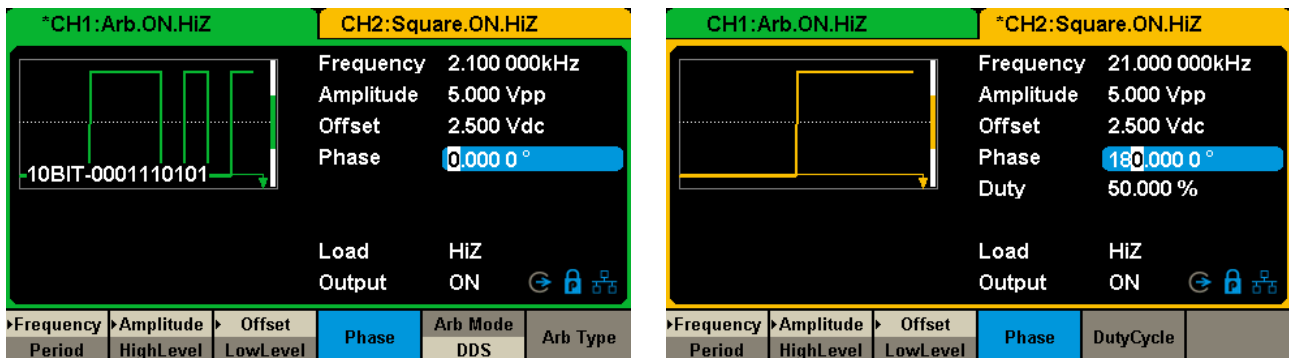 *CH1:Arb.ON.HiZ
CH2:Square.ON.HiZ
Frequency 2.100 000kHz
Amplitude 5.000 Vpp
Offset 2.500 Vdc
Phase 0.000 0 °
10BIT-0001110101
Load HiZ
Output ON
Frequency Amplitude Offset Phase Arb Mode Arb Type
Period HighLevel LowLevel DDS
CH1:Arb.ON.HiZ
*CH2:Square.ON.HiZ
Frequency 21.000 000kHz
Amplitude 5.000 Vpp
Offset 2.500 Vdc
Phase 180.000 0 °
Duty 50.000 %
Load HiZ
Output ON
Frequency Amplitude Offset Phase DutyCycle
Period HighLevel LowLevel